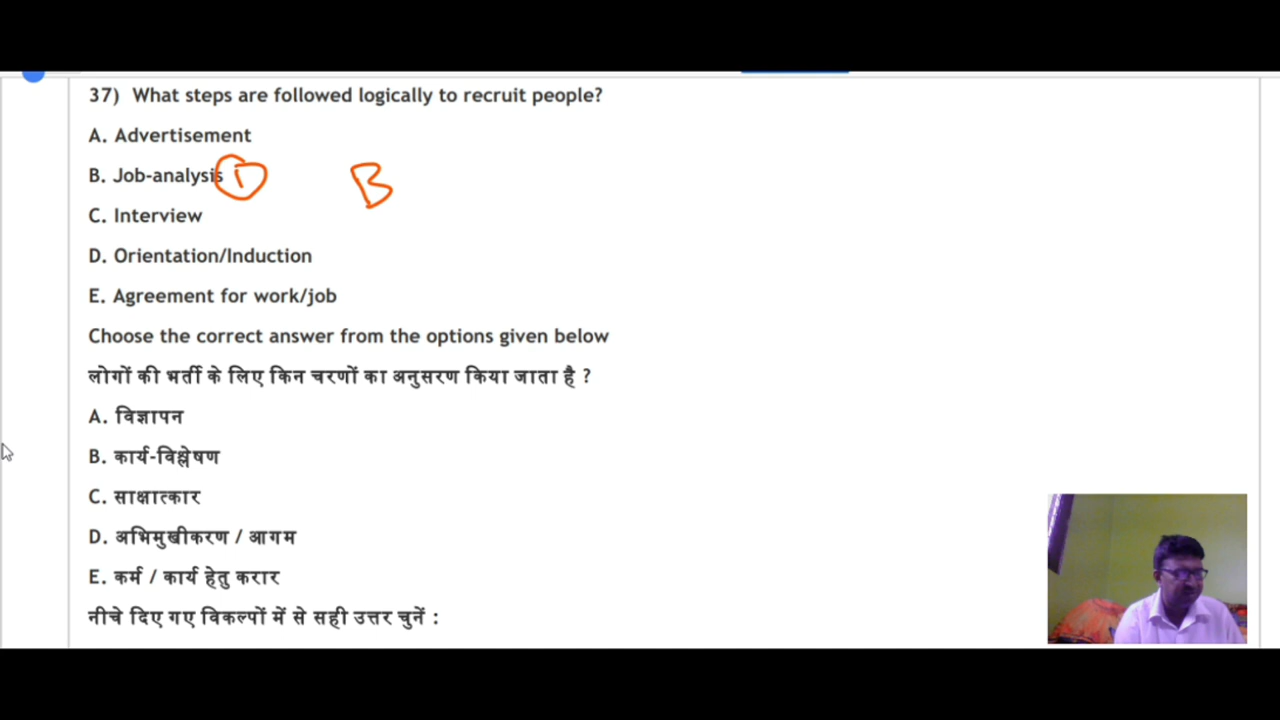 37) What steps are followed logically to recruit people?
A. Advertisement
B. Job-analysis 1 B
C. Interview
D. Orientation/Induction
E. Agreement for work/job
Choose the correct answer from the options given below
लोगों की भर्ती के लिए किन चरणों का अनुसरण किया जाता है ?
A. विज्ञापन
B. कार्य-विश्लेषण
C. साक्षात्कार
D. अभिमुखीकरण / आगम
E. कर्म / कार्य हेतु करार
नीचे दिए गए विकल्पों में से सही उत्तर चुनें :